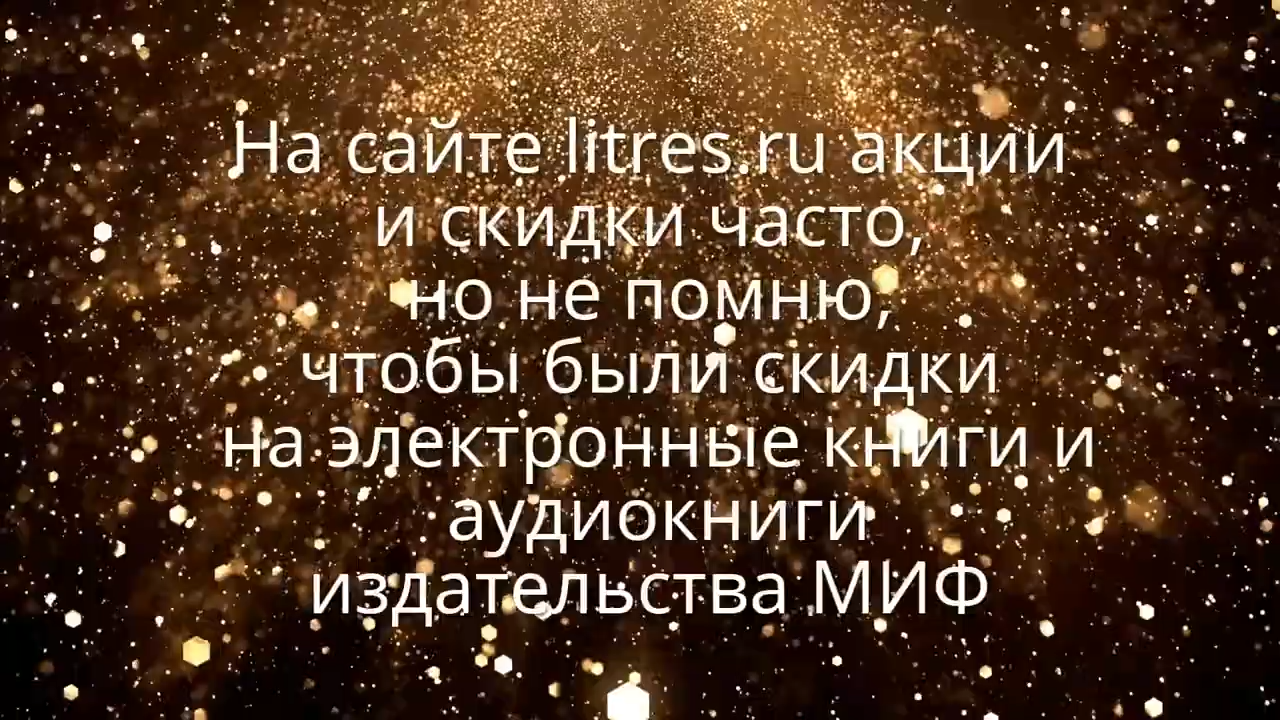 На сайте litres.ru акции
и скидки часто,
но не помню,
чтобы были скидки
на электронные книги и
аудиокниги
издательства МИФ